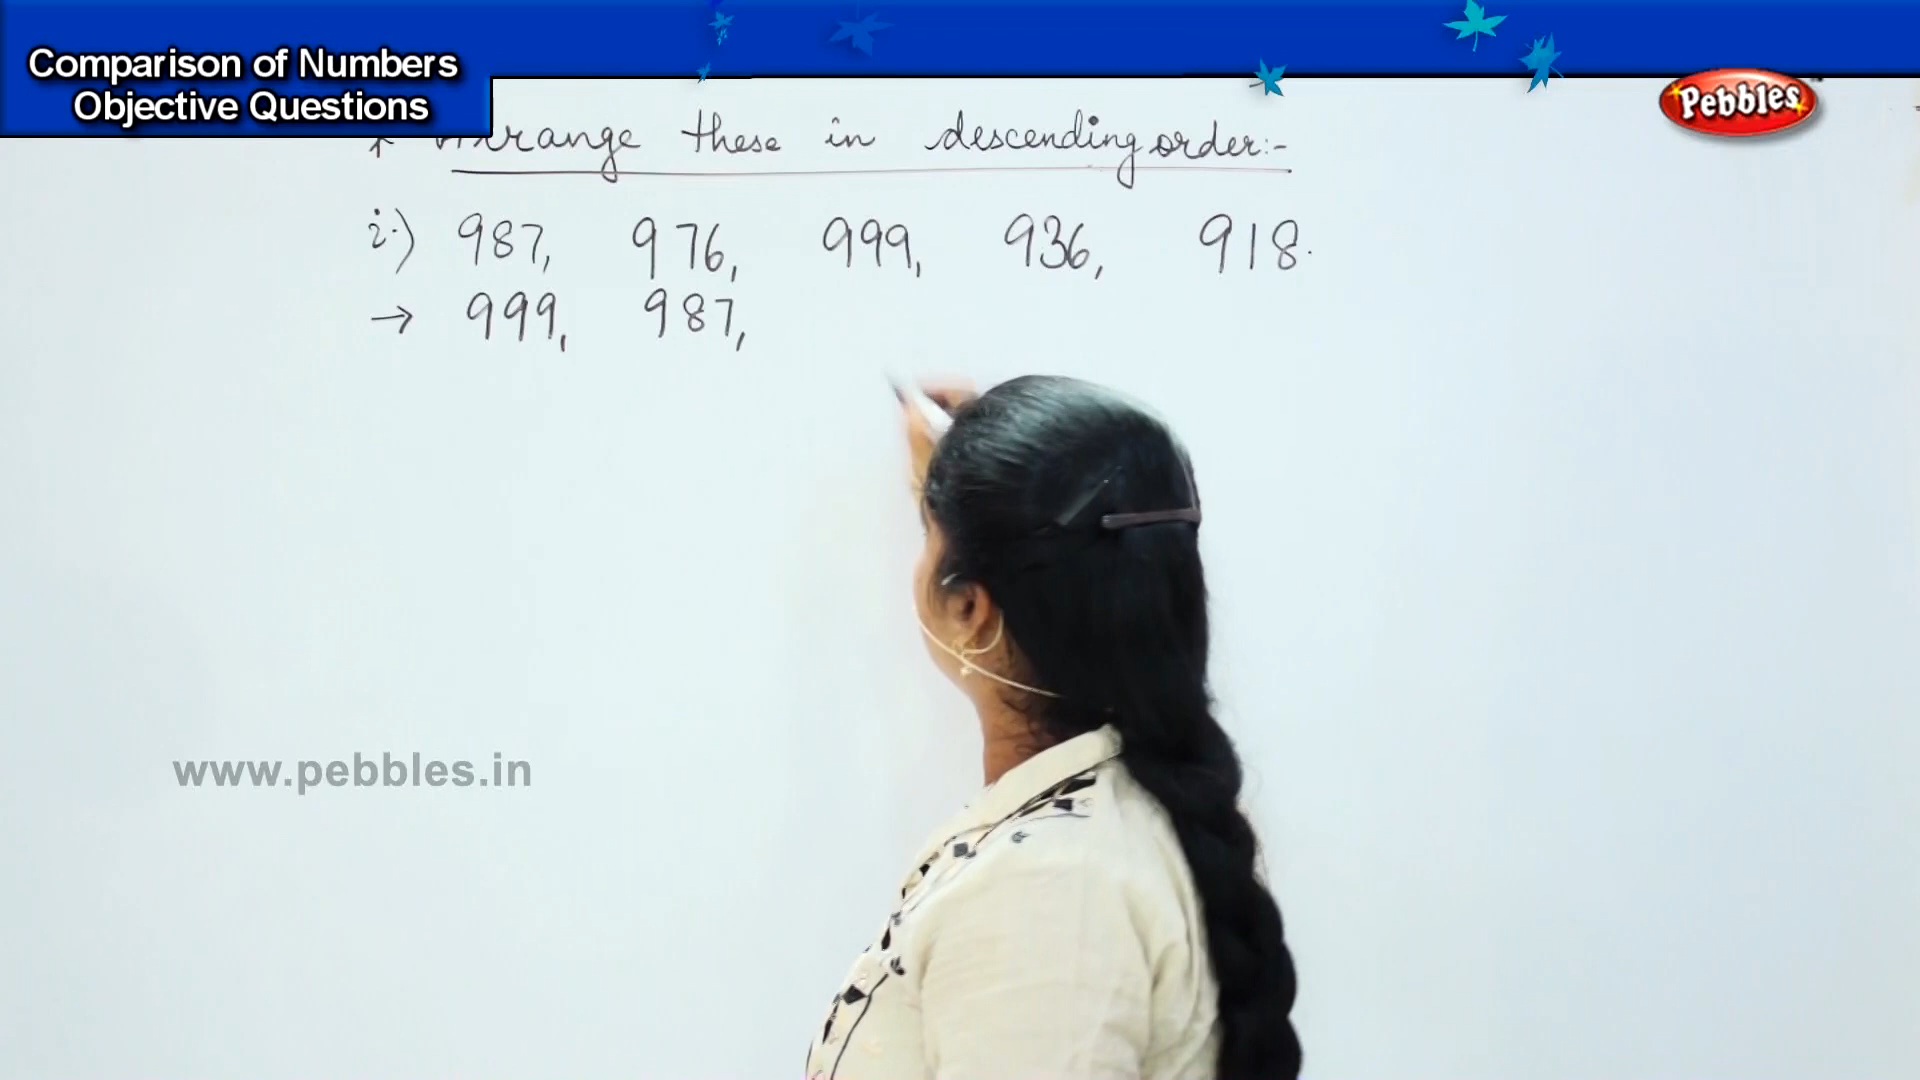 Comparison of Numbers
Objective Questions
Pebbles
Arrange these in descending order:-
i.) 987, 976, 999, 936, 918.
→ 999, 987,
www.pebbles.in